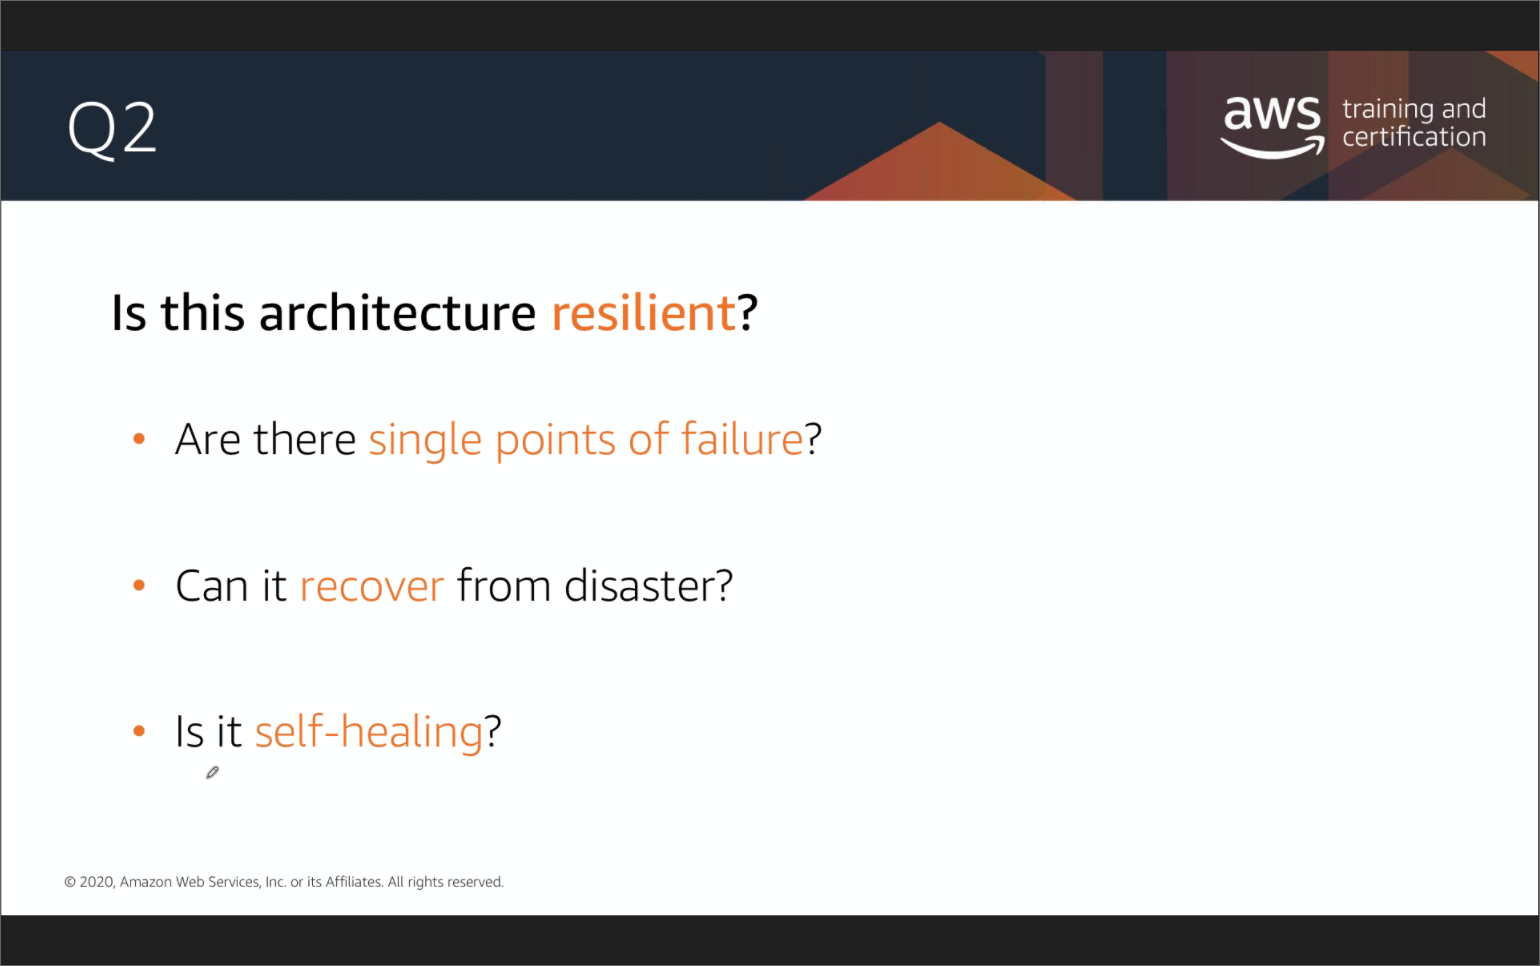 Q2
aws training and
certification
Is this architecture resilient?
• Are there single points of failure?
• Can it recover from disaster?
• Is it self-healing?
© 2020, Amazon Web Services, Inc. or its Affiliates. All rights reserved.